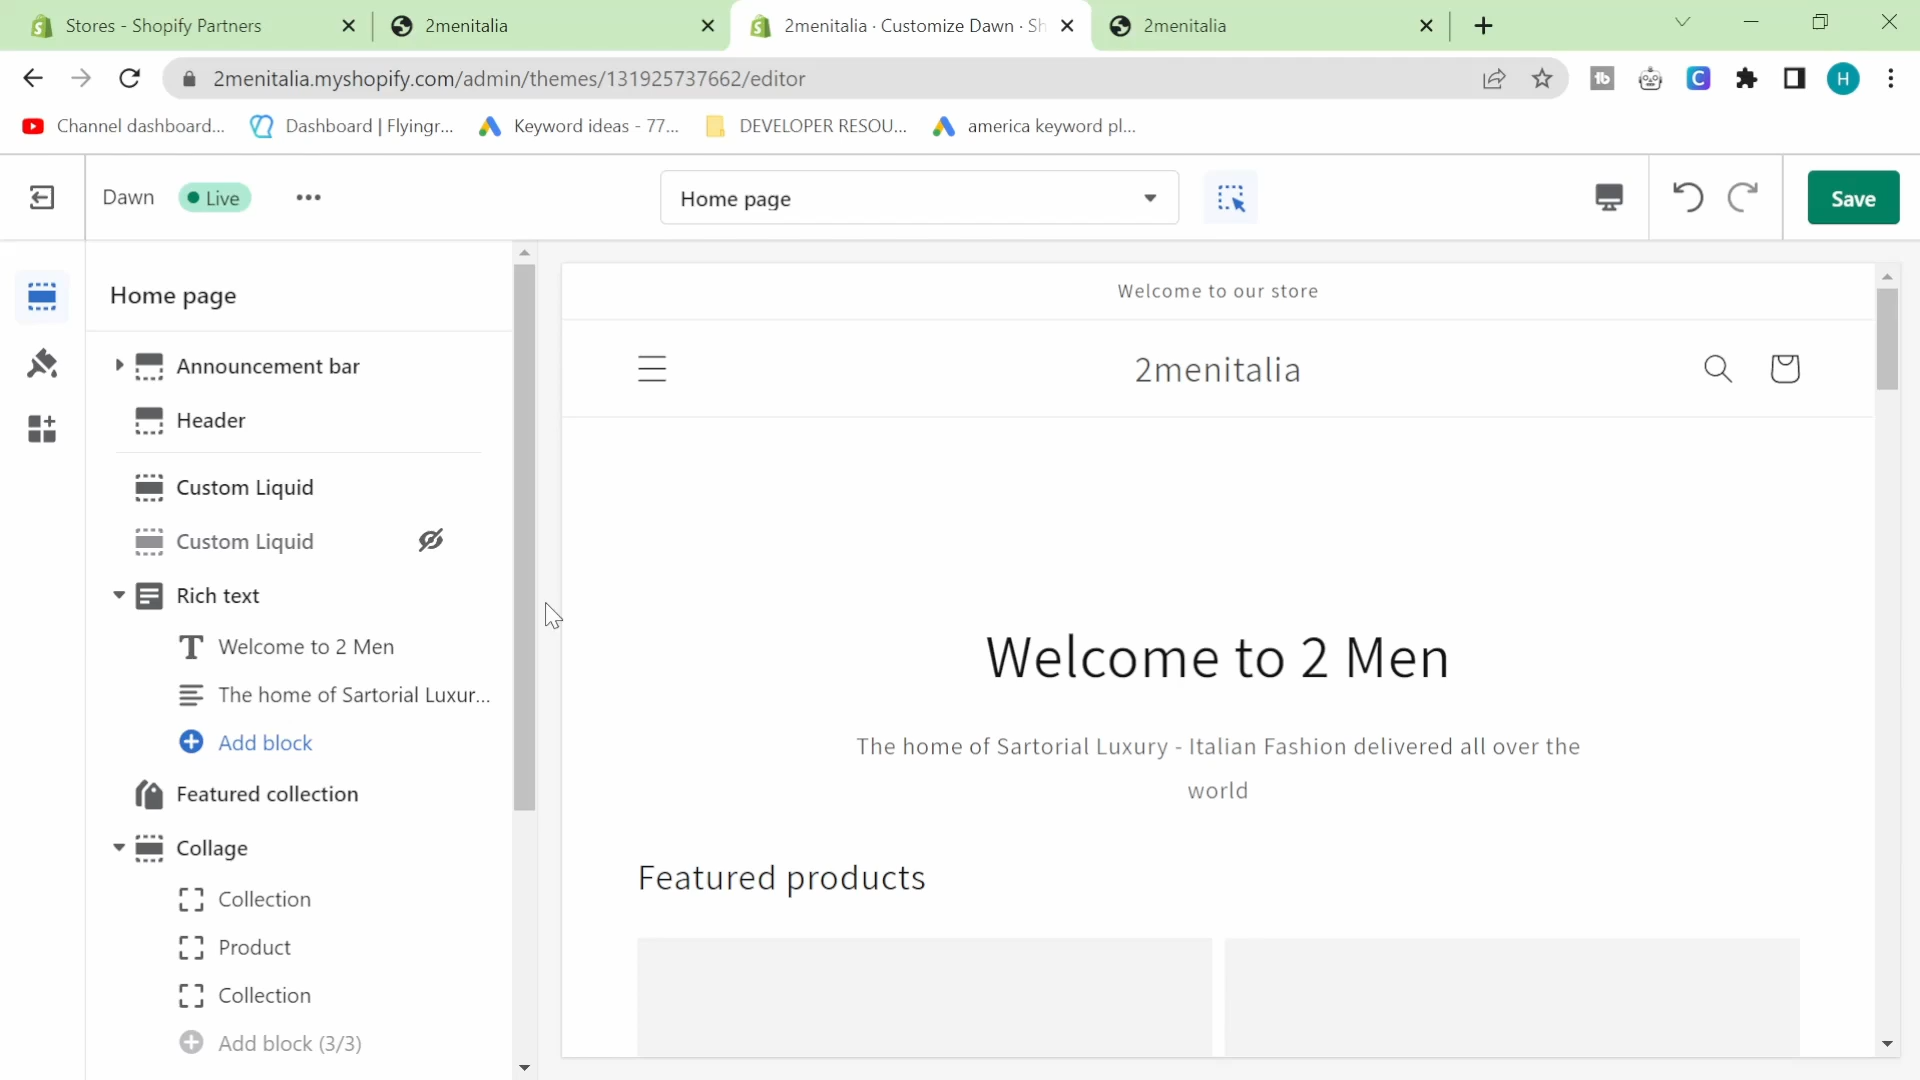 Stores - Shopify Partners
2menitalia
2menitalia · Customize Dawn · Sh
2menitalia
2menitalia.myshopify.com/admin/themes/131925737662/editor
H
Channel dashboard...
Dashboard | Flyingr...
Keyword ideas - 77...
DEVELOPER RESOU...
america keyword pl...
Dawn
Live
Home page
Save
Home page
Announcement bar
Header
Custom Liquid
Custom Liquid
Rich text
Welcome to 2 Men
The home of Sartorial Luxur...
Add block
Featured collection
Collage
Collection
Product
Collection
Add block (3/3)
Welcome to our store
2menitalia
Welcome to 2 Men
The home of Sartorial Luxury - Italian Fashion delivered all over the
world
Featured products